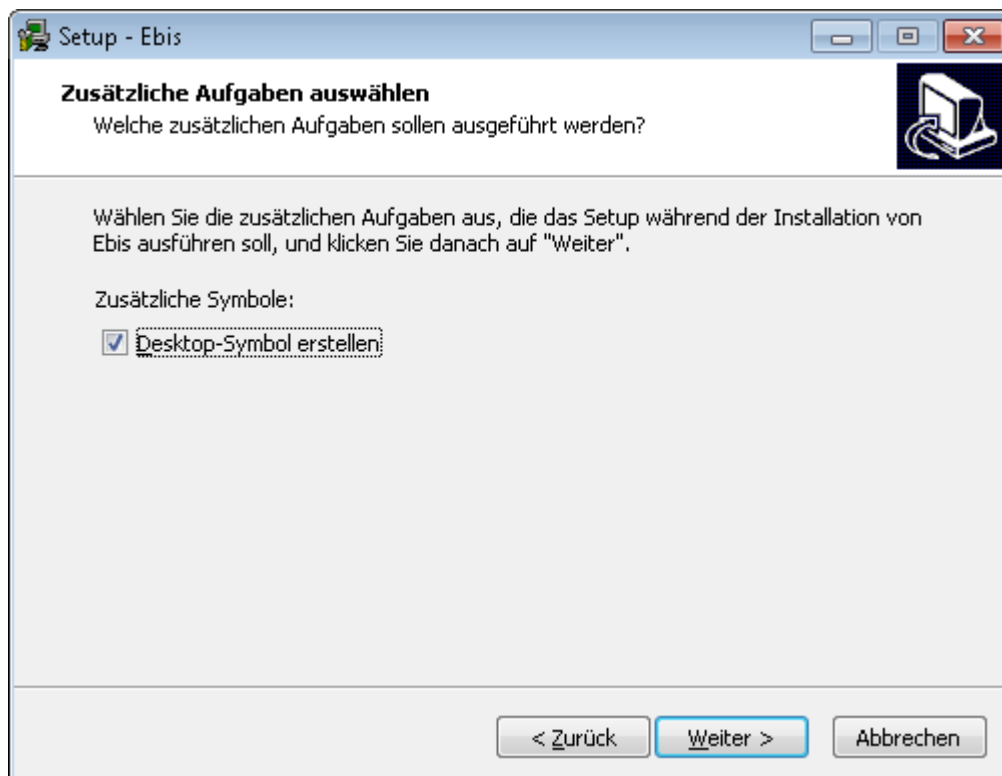 Setup - Ebis
Zusätzliche Aufgaben auswählen
Welche zusätzlichen Aufgaben sollen ausgeführt werden?
Wählen Sie die zusätzlichen Aufgaben aus, die das Setup während der Installation von
Ebis ausführen soll, und klicken Sie danach auf "Weiter".
Zusätzliche Symbole:
Desktop-Symbol erstellen
< Zurück
Weiter >
Abbrechen